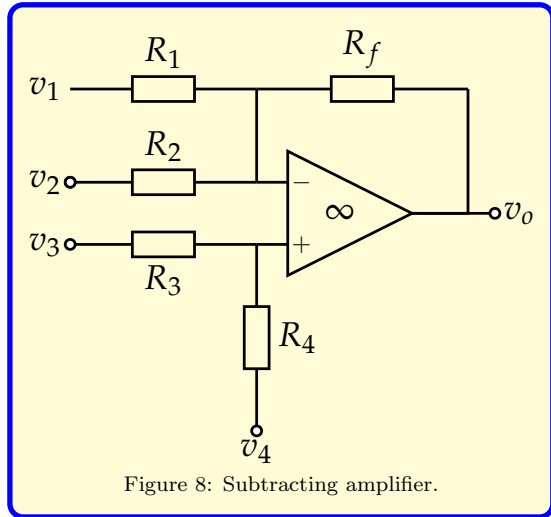 R1
Rf
v1
R2
v2
−
∞
vo
v3
+
R3
R4
v4
Figure 8: Subtracting amplifier.